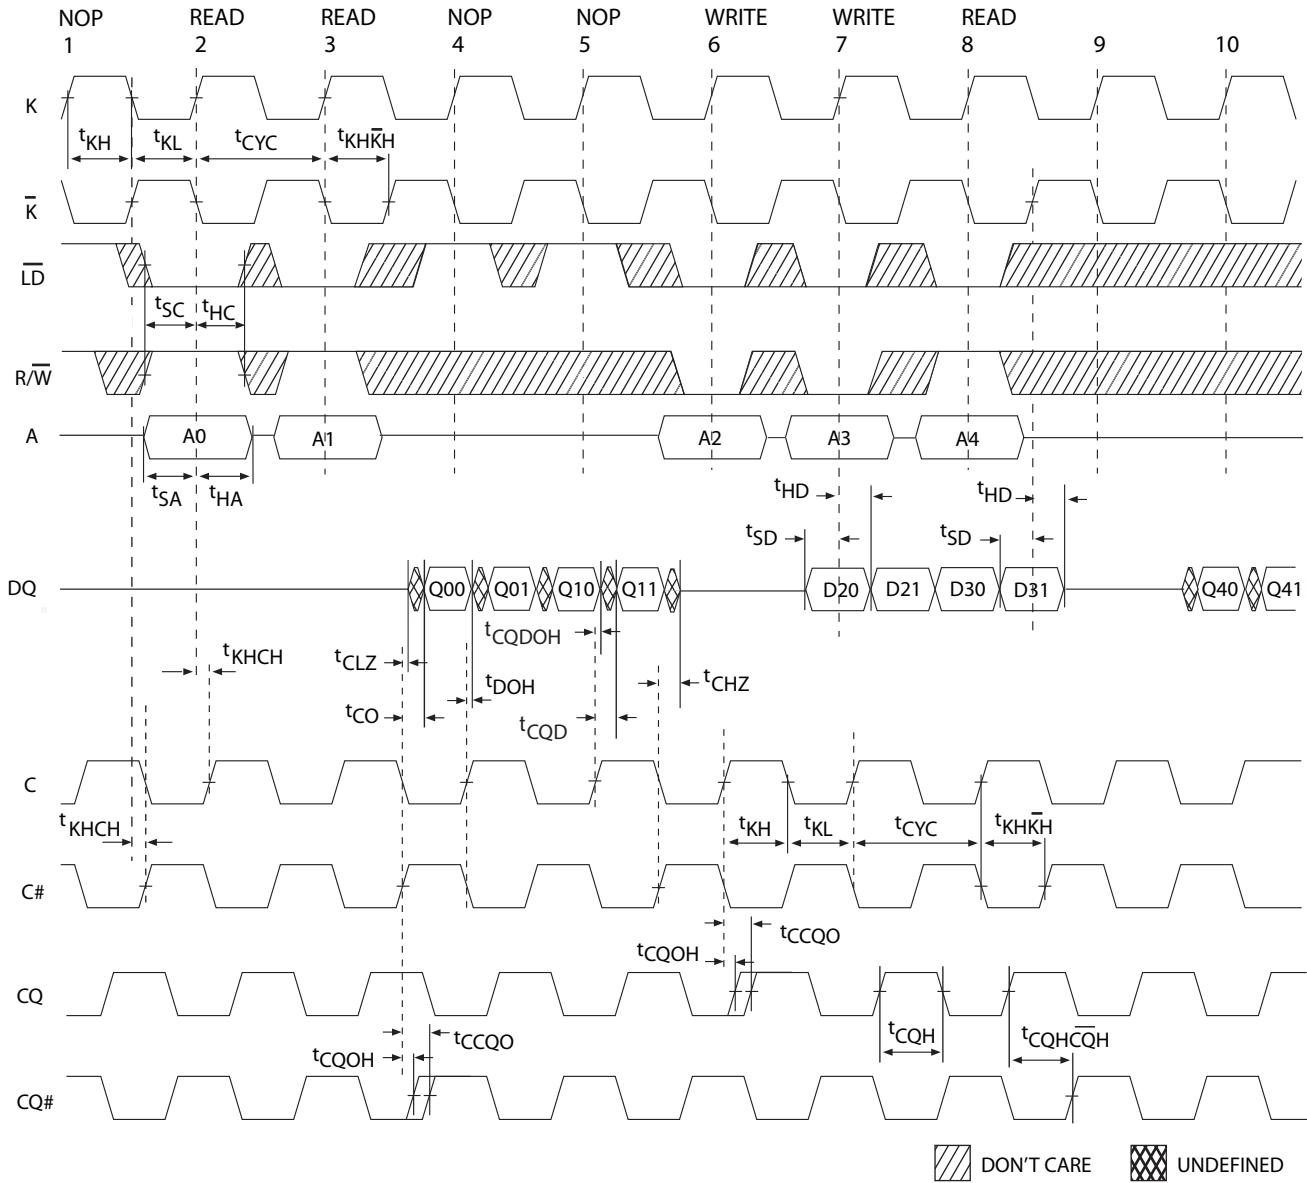 NOP READ READ NOP NOP WRITE WRITE READ
1 2 3 4 5 6 7 8 9 10
K
tKH tKL tCYC tKHK̅H
K̅
L̅D̅
tSC tHC
R/W̅
A A0 A1 A2 A3 A4
tSA tHA tHD tHD
tSD tSD
DQ Q00 Q01 Q10 Q11 D20 D21 D30 D31 Q40 Q41
tCQDOH
tKHCH tCLZ tDOH tCHZ
tCO tCQD
C
tKHCH tKH tKL tCYC tKHK̅H
C#
tCCQO
tCQOH
CQ
tCCQO tCQH tCQHC̅Q̅H
tCQOH
CQ#
DON'T CARE UNDEFINED